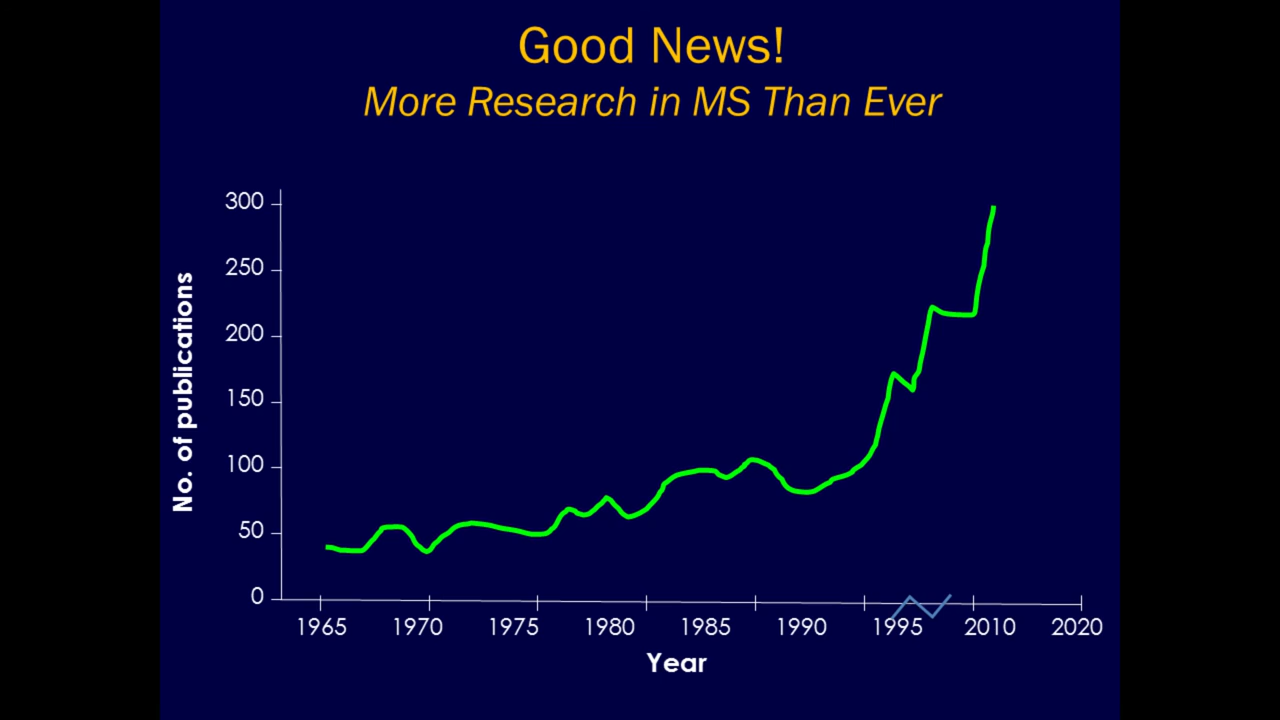 Good News!
More Research in MS Than Ever
300
250
200
150
100
50
0
No. of publications
1965 1970 1975 1980 1985 1990 1995 2010 2020
Year